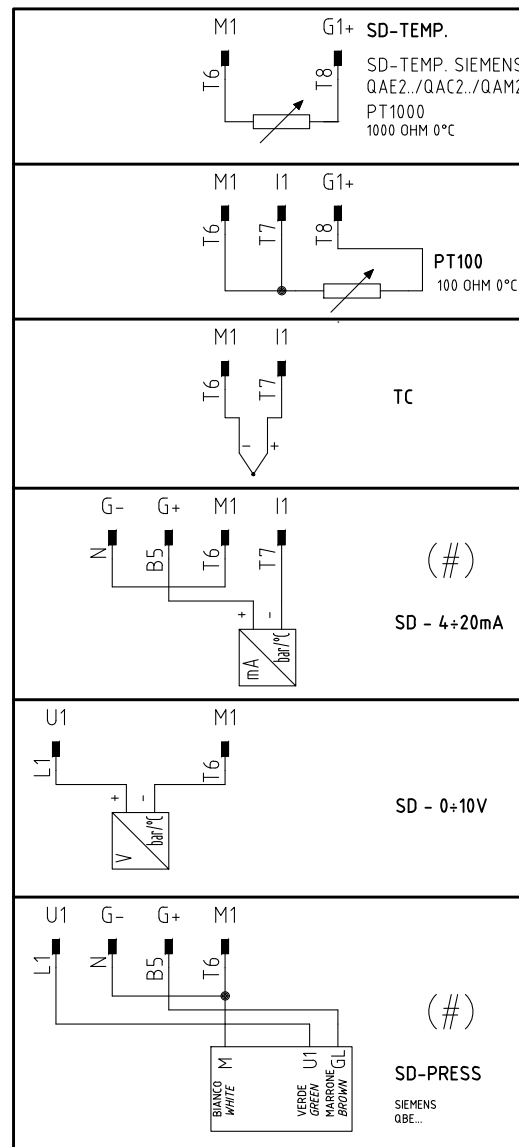 M1 G1+ SD-TEMP.
T6 T8
SD-TEMP. SIEMENS
QAE2../QAC2../QAM2
PT1000
1000 OHM 0°C
M1 I1 G1+
T6 T7 T8
PT100
100 OHM 0°C
M1 I1
T6 T7
- +
TC
G- G+ M1 I1
N B5 T6 T7
(#)
+ -
mA bar/°C
SD - 4÷20mA
U1 M1
L1 T6
+ -
V bar/°C
SD - 0÷10V
U1 G- G+ M1
L1 N B5 T6
(#)
M U1 GL
BIANCO
WHITE
VERDE
GREEN
MARRONE
BROWN
SD-PRESS
SIEMENS
QBE...